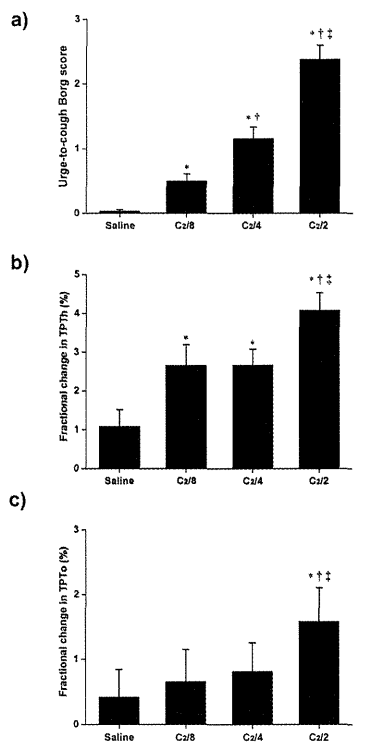 a)
* † ‡
3
* †
2
Urge-to-cough Borg score
1
*
0
Saline C2/8 C2/4 C2/2
b)
* † ‡
5
4
* *
3
Fractional change in TPTh (%)
2
1
0
Saline C2/8 C2/4 C2/2
c)
3
* † ‡
2
Fractional change in TPTo (%)
1
0
Saline C2/8 C2/4 C2/2